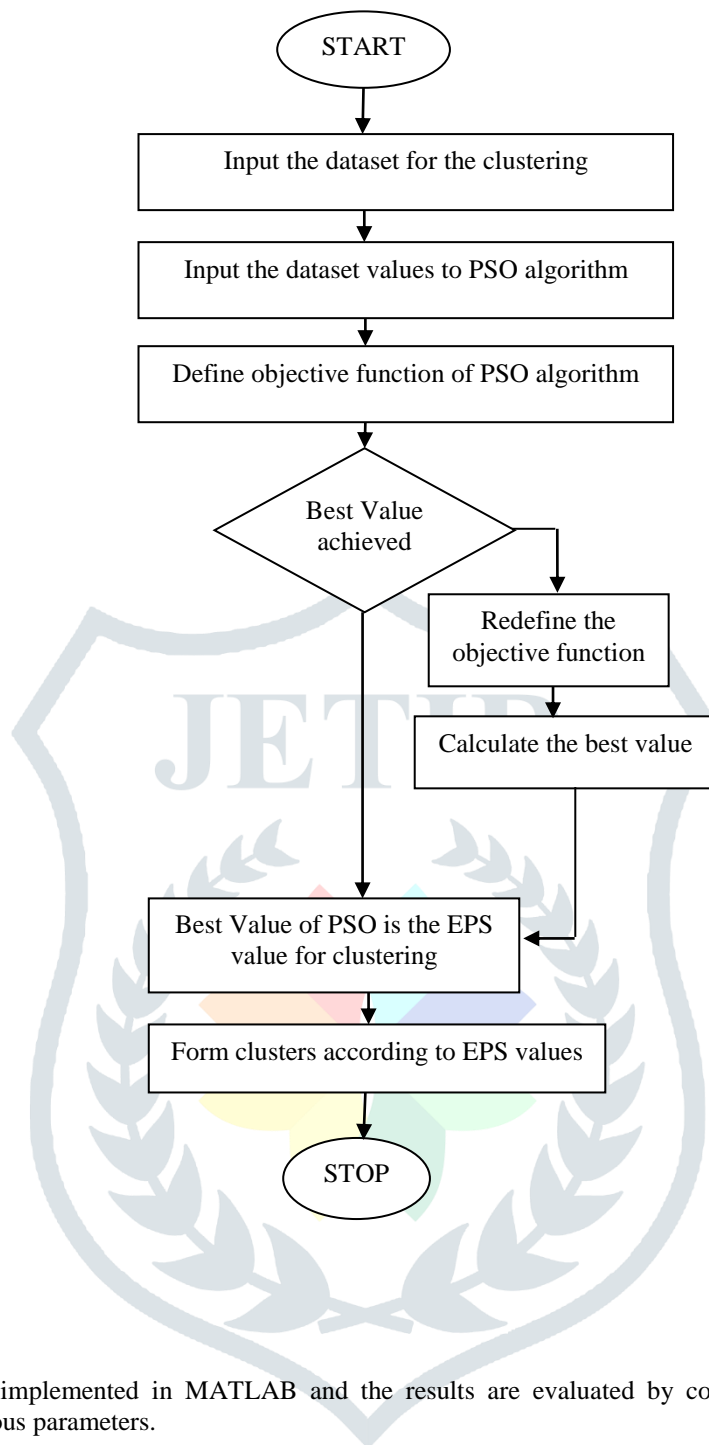 START
Input the dataset for the clustering
Input the dataset values to PSO algorithm
Define objective function of PSO algorithm
Best Value
achieved
Redefine the
objective function
JETIR
Calculate the best value
Best Value of PSO is the EPS
value for clustering
Form clusters according to EPS values
STOP
implemented in MATLAB and the results are evaluated by
parameters.